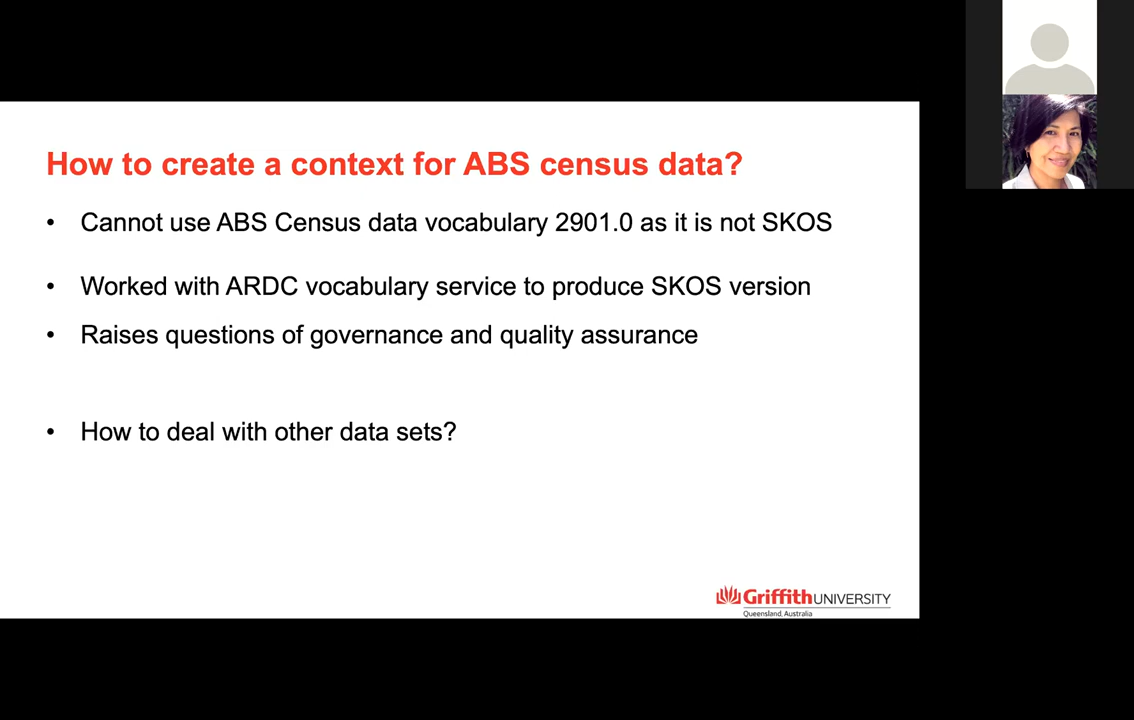 How to create a context for ABS census data?
• Cannot use ABS Census data vocabulary 2901.0 as it is not SKOS
• Worked with ARDC vocabulary service to produce SKOS version
• Raises questions of governance and quality assurance
• How to deal with other data sets?
Griffith UNIVERSITY
Queensland, Australia